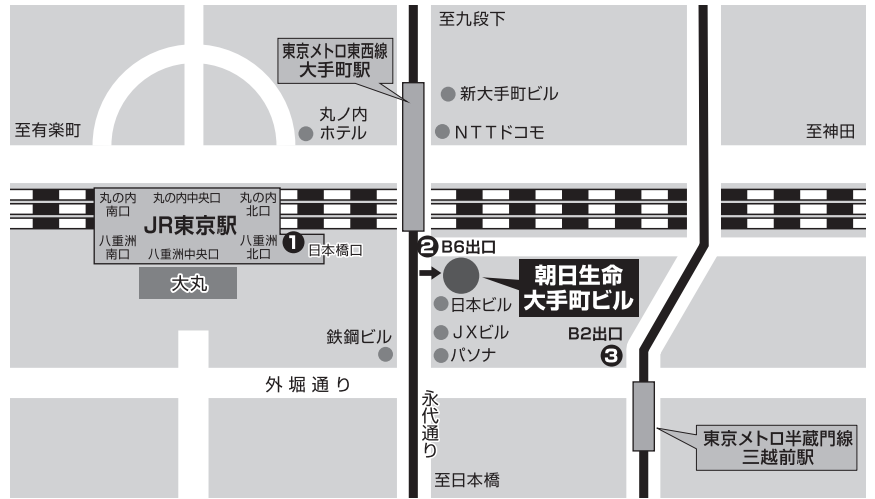 至九段下
東京メトロ東西線
大手町駅
新大手町ビル
丸ノ内
ホテル
NTTドコモ
至有楽町
至神田
丸の内
南口
丸の内中央口
丸の内
北口
JR東京駅
八重洲
南口
八重洲中央口
八重洲
北口
1
日本橋口
2 B6出口
大丸
朝日生命
大手町ビル
日本ビル
JXビル
パソナ
鉄鋼ビル
B2出口
3
外堀通り
永代通り
東京メトロ半蔵門線
三越前駅
至日本橋